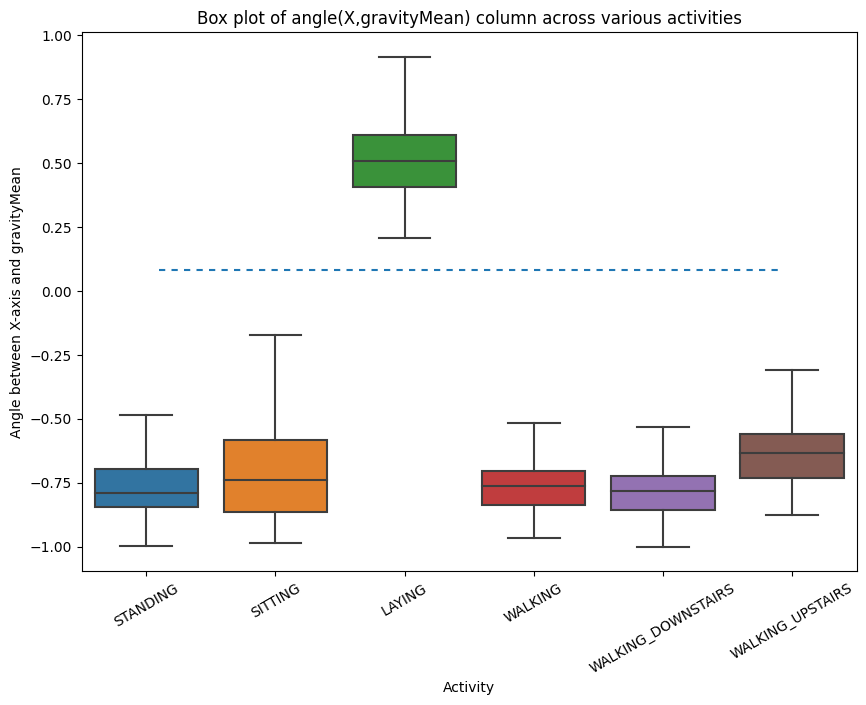 Box plot of angle(X,gravityMean) column across various activities
Angle between X-axis and gravityMean
1.00
0.75
0.50
0.25
0.00
−0.25
−0.50
−0.75
−1.00
STANDING
SITTING
LAYING
WALKING
WALKING_DOWNSTAIRS
WALKING_UPSTAIRS
Activity